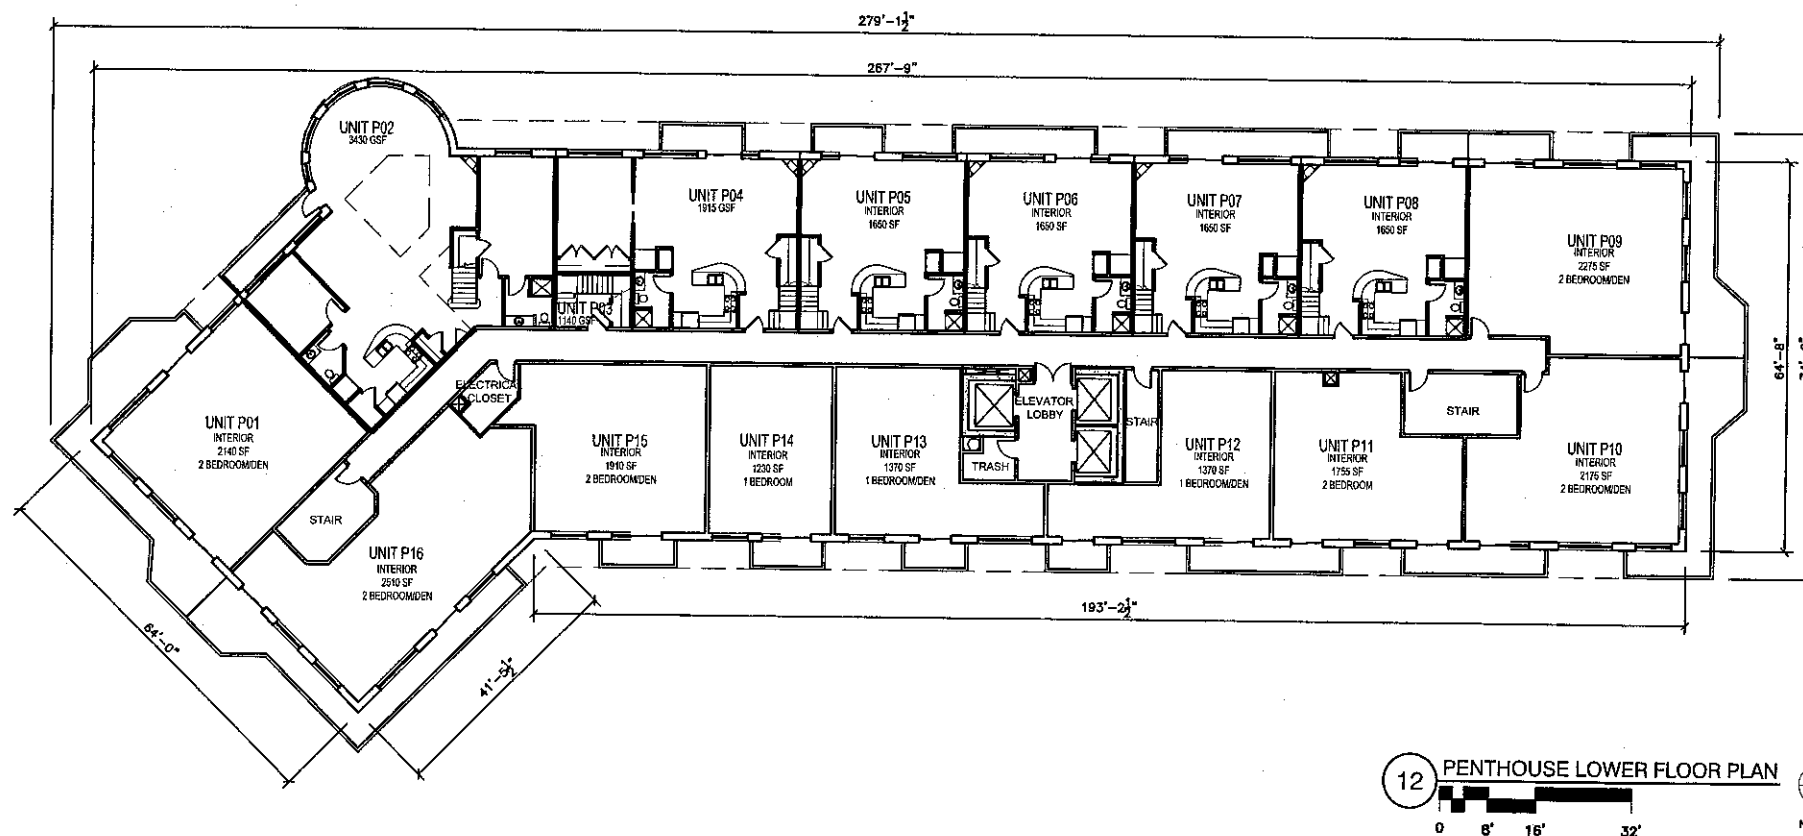 279'-1½"
267'-9"
UNIT P02
3430 GSF
UNIT P04
1915 GSF
UNIT P05
INTERIOR
1650 SF
UNIT P06
INTERIOR
1650 SF
UNIT P07
INTERIOR
1650 SF
UNIT P08
INTERIOR
1650 SF
UNIT P09
INTERIOR
2275 SF
2 BEDROOM/DEN
UNIT P03
1140 GSF
64'-8"
ELECTRICAL
CLOSET
ELEVATOR
LOBBY
STAIR
STAIR
TRASH
UNIT P01
INTERIOR
2140 SF
2 BEDROOM/DEN
UNIT P15
INTERIOR
1910 SF
2 BEDROOM/DEN
UNIT P14
INTERIOR
1230 SF
1 BEDROOM
UNIT P13
INTERIOR
1370 SF
1 BEDROOM/DEN
UNIT P12
INTERIOR
1370 SF
1 BEDROOM/DEN
UNIT P11
INTERIOR
1755 SF
2 BEDROOM
UNIT P10
INTERIOR
2175 SF
2 BEDROOM/DEN
STAIR
UNIT P16
INTERIOR
2510 SF
2 BEDROOM/DEN
193'-2½"
64'-0"
41'-5½"
12 PENTHOUSE LOWER FLOOR PLAN
0 8' 16' 32'